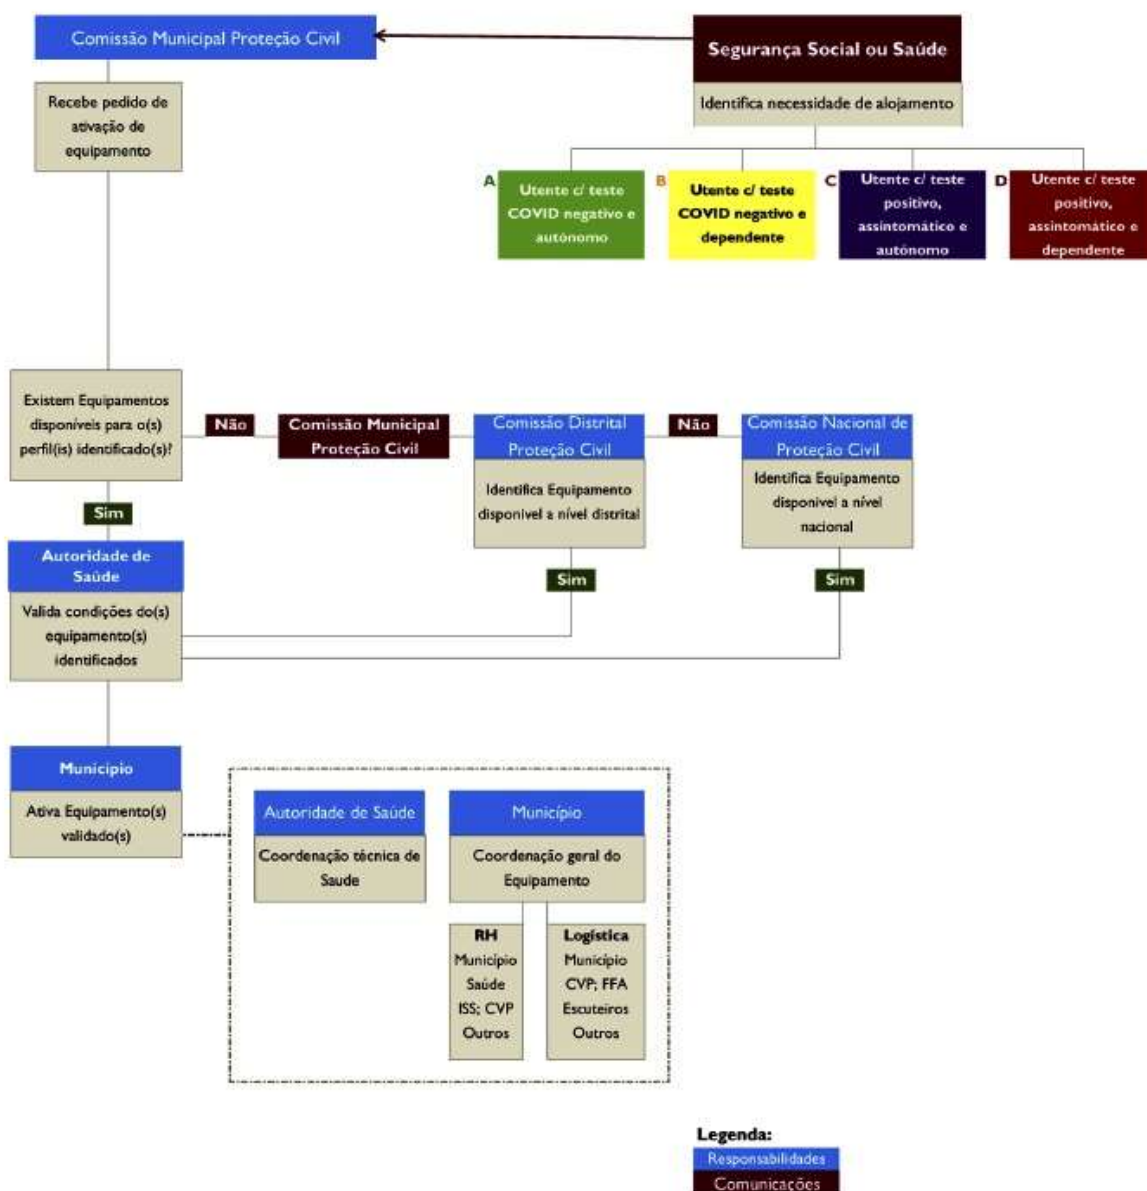 Comissão Municipal Proteção Civil
Segurança Social ou Saúde
Identifica necessidade de alojamento
Recebe pedido de
ativação de
equipamento
A
Utente c/ teste
COVID negativo e
autónomo
B
Utente c/ teste
COVID negativo e
dependente
C
Utente c/ teste
positivo,
assintomático e
autónomo
D
Utente c/ teste
positivo,
assintomático e
dependente
Existem Equipamentos
disponíveis para o(s)
perfil(is) identificado(s)?
Não
Comissão Municipal
Proteção Civil
Comissão Distrital
Proteção Civil
Identifica Equipamento
disponivel a nível distrital
Não
Comissão Nacional de
Proteção Civil
Identifica Equipamento
disponivel a nível
nacional
Sim
Sim
Sim
Autoridade de
Saúde
Valida condições do(s)
equipamento(s)
identificados
Município
Ativa Equipamento(s)
validado(s)
Autoridade de Saúde
Coordenação técnica de
Saude
Município
Coordenação geral do
Equipamento
RH
Município
Saúde
ISS; CVP
Outros
Logística
Município
CVP; FFA
Escuteiros
Outros
Legenda:
Responsabilidades
Comunicações